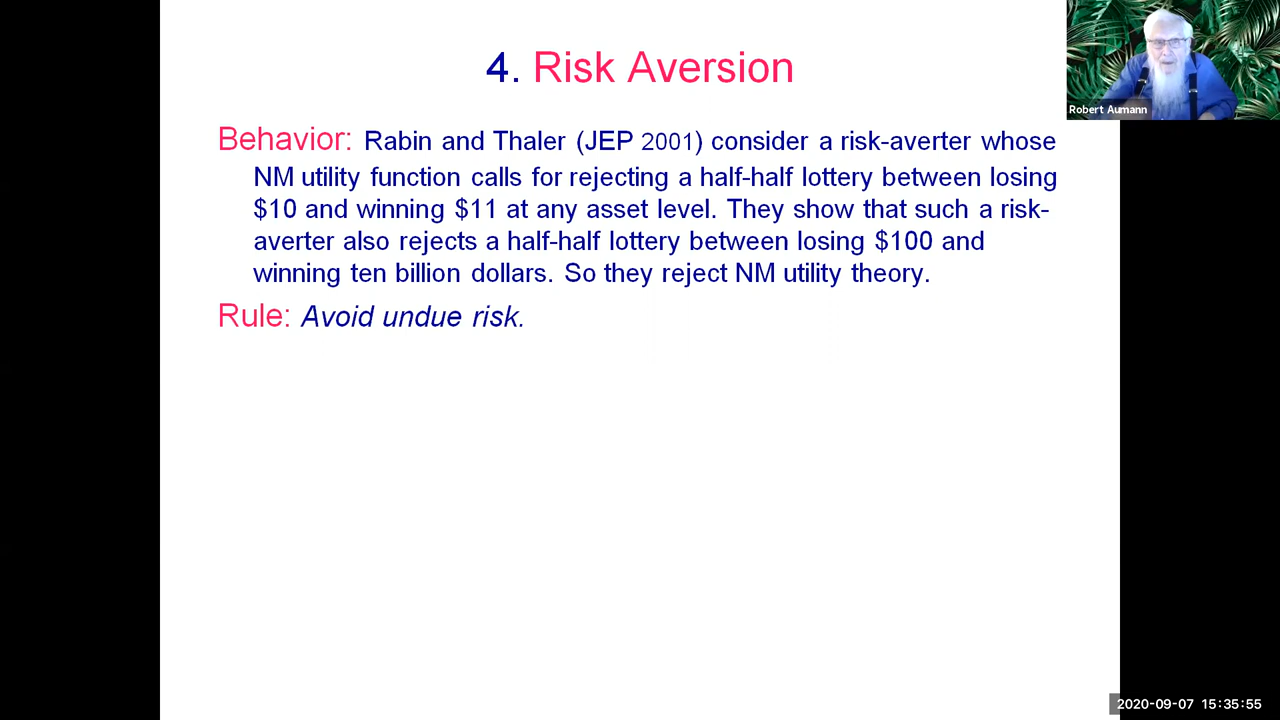 4. Risk Aversion
Robert Aumann
Behavior: Rabin and Thaler (JEP 2001) consider a risk-averter whose
NM utility function calls for rejecting a half-half lottery between losing
$10 and winning $11 at any asset level. They show that such a risk-
averter also rejects a half-half lottery between losing $100 and
winning ten billion dollars. So they reject NM utility theory.
Rule: Avoid undue risk.
2020-09-07 15:35:55